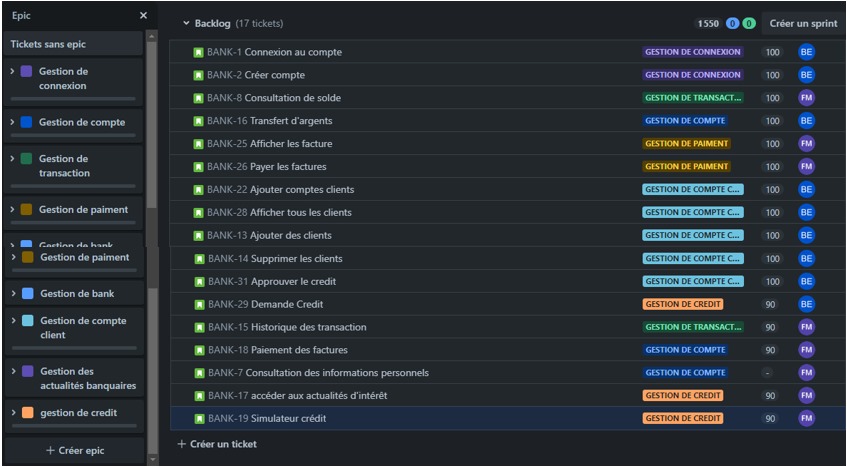 Epic
Tickets sans epic
Gestion de
connexion
Gestion de compte
Gestion de
transaction
Gestion de paiment
Gestion de bank
Gestion de paiment
Gestion de bank
Gestion de compte
client
Gestion des
actualités banquaires
gestion de credit
+ Créer epic
Backlog (17 tickets) 1550 0 0 Créer un sprint
BANK-1 Connexion au compte GESTION DE CONNEXION 100 BE
BANK-2 Créer compte GESTION DE CONNEXION 100 BE
BANK-8 Consultation de solde GESTION DE TRANSACT... 100 FM
BANK-16 Transfert d'argents GESTION DE COMPTE 100 BE
BANK-25 Afficher les facture GESTION DE PAIMENT 100 FM
BANK-26 Payer les factures GESTION DE PAIMENT 100 FM
BANK-22 Ajouter comptes clients GESTION DE COMPTE C... 100 BE
BANK-28 Afficher tous les clients GESTION DE COMPTE C... 100 BE
BANK-13 Ajouter des clients GESTION DE COMPTE C... 100 BE
BANK-14 Supprimer les clients GESTION DE COMPTE C... 100 BE
BANK-31 Approuver le credit GESTION DE COMPTE C... 100 BE
BANK-29 Demande Credit GESTION DE CREDIT 90 BE
BANK-15 Historique des transaction GESTION DE TRANSACT... 90 FM
BANK-18 Paiement des factures GESTION DE COMPTE 90 FM
BANK-7 Consultation des informations personnels GESTION DE COMPTE - FM
BANK-17 accéder aux actualités d'intérêt GESTION DE CREDIT 90 FM
BANK-19 Simulateur crédit GESTION DE CREDIT 90 FM
+ Créer un ticket